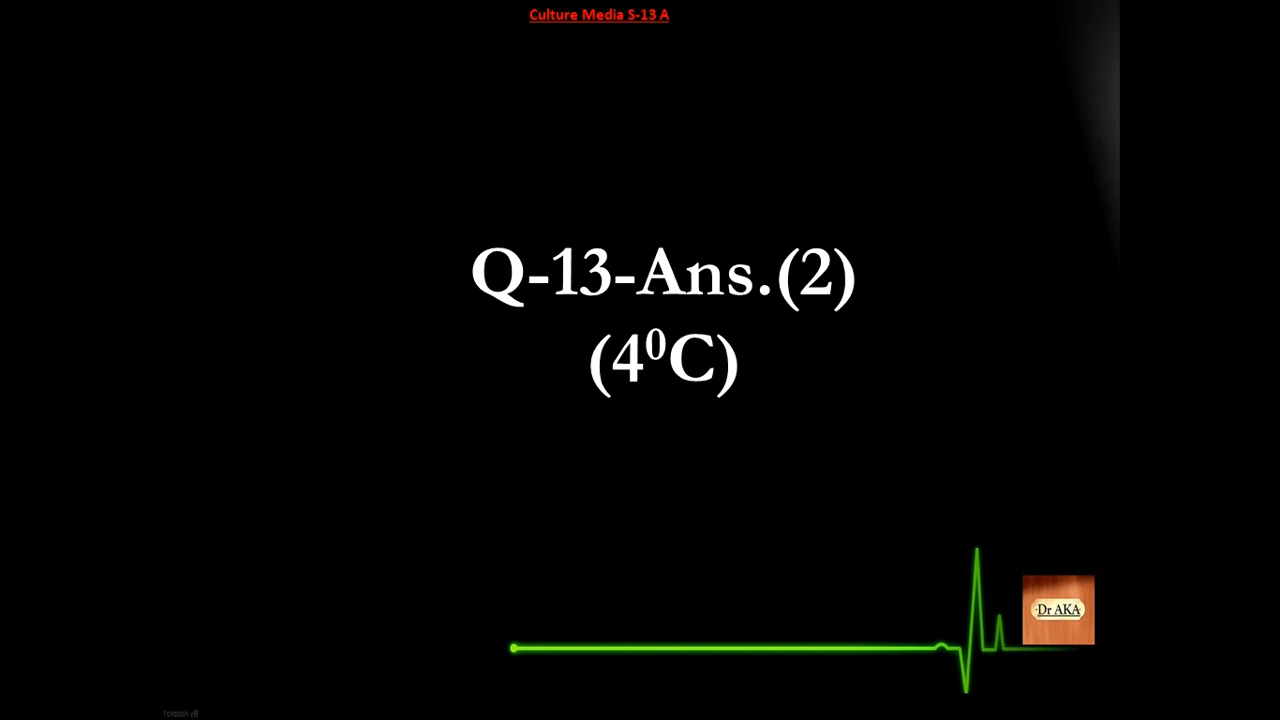 Culture Media S-13 A
Q-13-Ans.(2)
(4⁰C)
Dr AKA